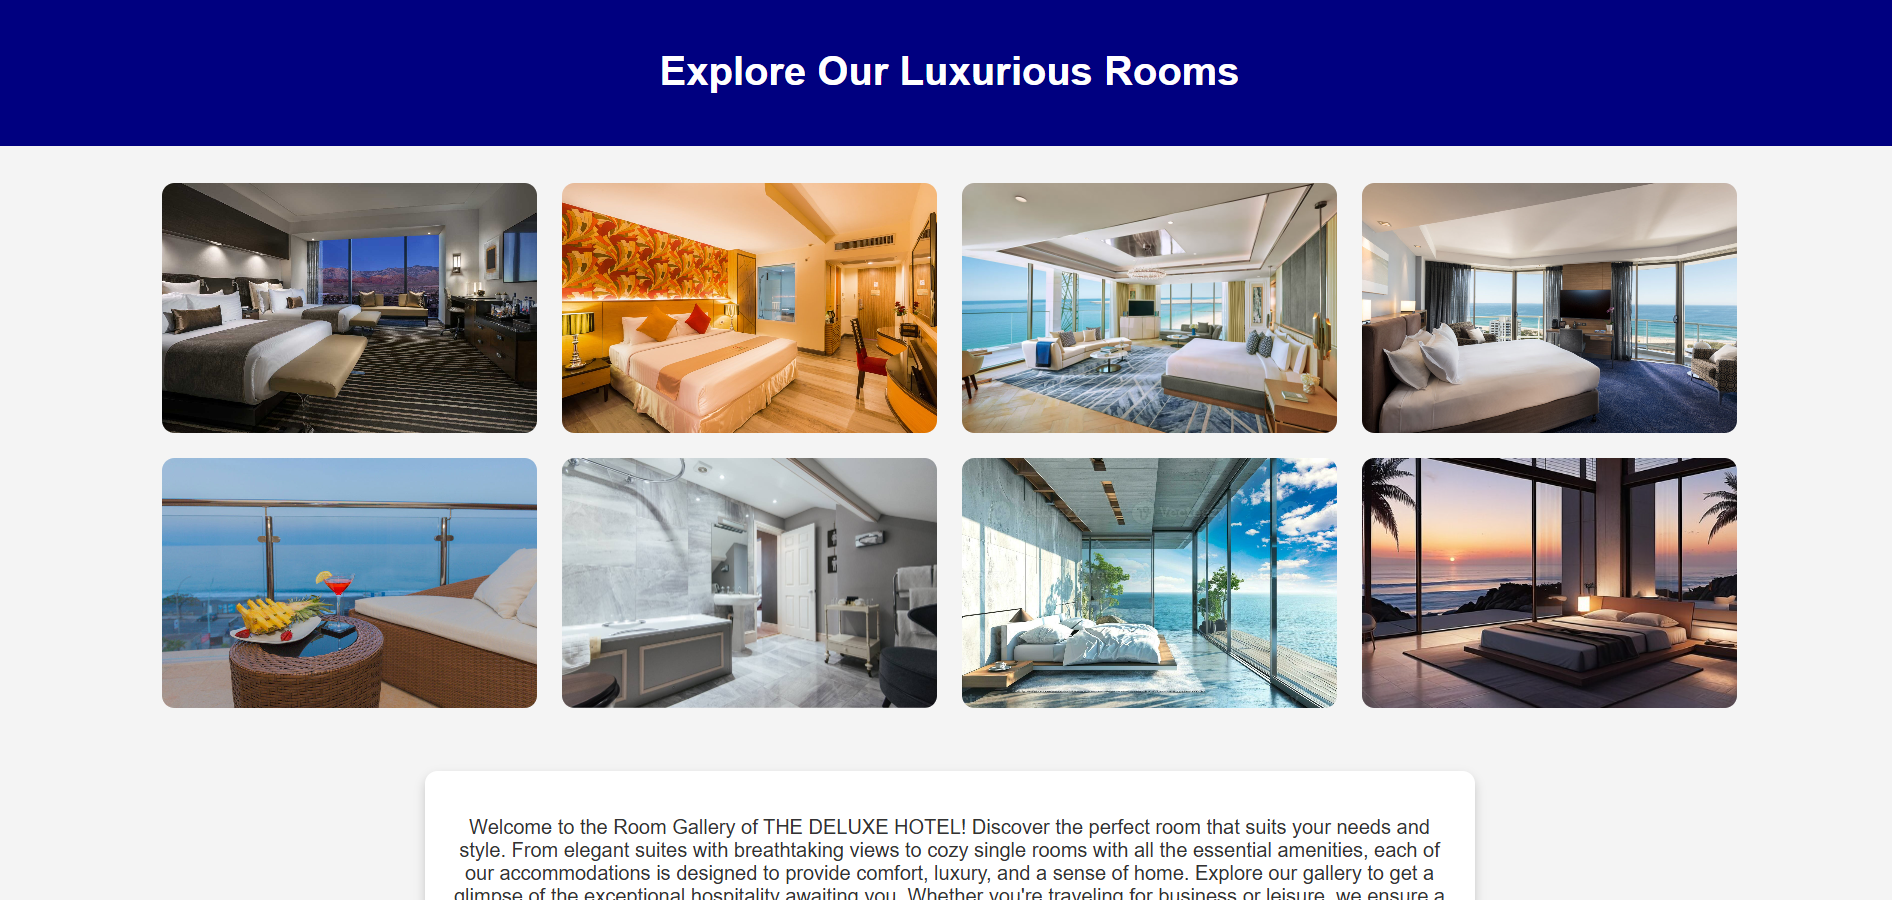 Explore Our Luxurious Rooms
Welcome to the Room Gallery of THE DELUXE HOTEL! Discover the perfect room that suits your needs and
style. From elegant suites with breathtaking views to cozy single rooms with all the essential amenities, each of
our accommodations is designed to provide comfort, luxury, and a sense of home. Explore our gallery to get a
glimpse of the exceptional hospitality awaiting you. Whether you're traveling for business or leisure, we ensure a